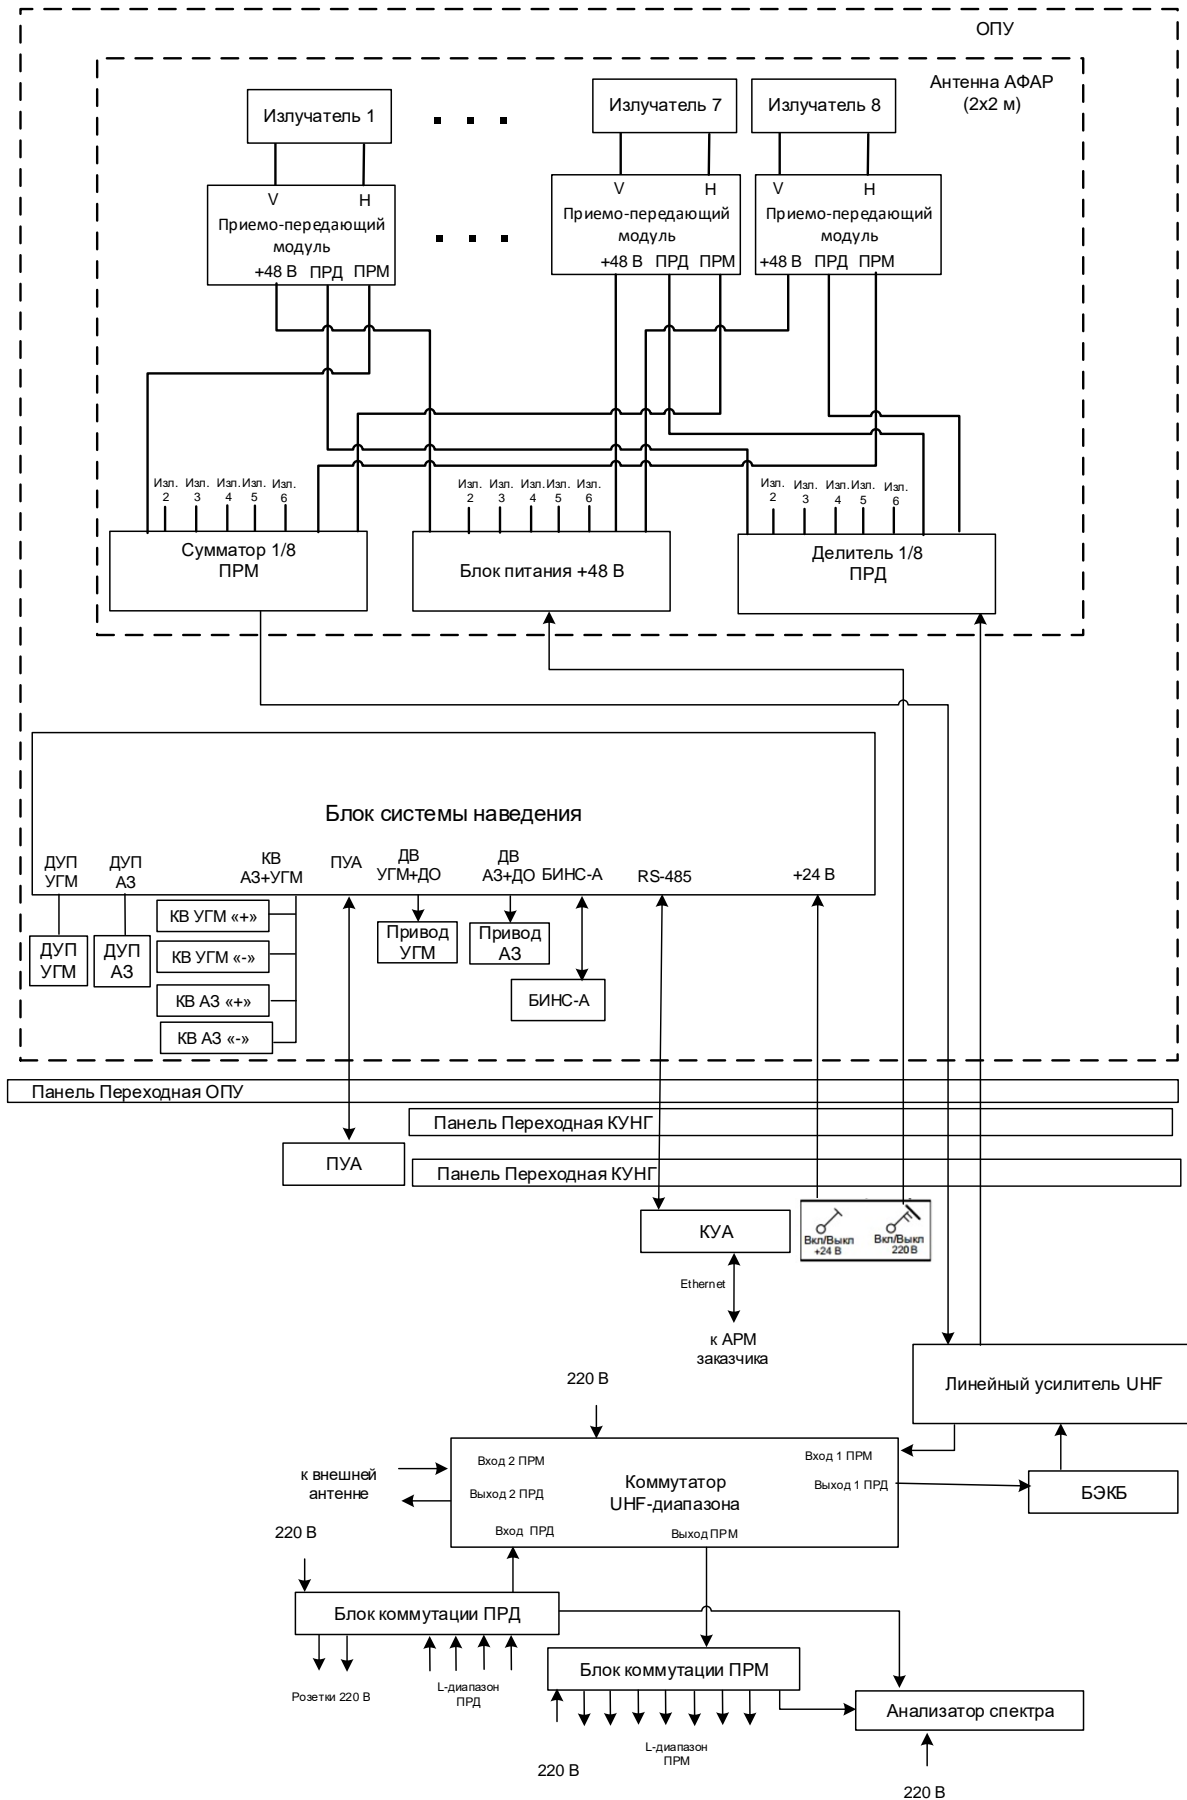 ОПУ
Антенна АФАР
(2х2 м)
Излучатель 1
Излучатель 7
Излучатель 8
V
H
Приемо-передающий
модуль
+48 В
ПРД
ПРМ
V
H
Приемо-передающий
модуль
+48 В
ПРД
ПРМ
V
H
Приемо-передающий
модуль
+48 В
ПРД
ПРМ
Изл.
2
Изл.
3
Изл.
4
Изл.
5
Изл.
6
Изл.
2
Изл.
3
Изл.
4
Изл.
5
Изл.
6
Изл.
2
Изл.
3
Изл.
4
Изл.
5
Изл.
6
Сумматор 1/8
ПРМ
Блок питания +48 В
Делитель 1/8
ПРД
Блок системы наведения
ДУП
УГМ
ДУП
АЗ
КВ
АЗ+УГМ
ПУА
ДВ
УГМ+ДО
ДВ
АЗ+ДО
БИНС-А
RS-485
+24 В
ДУП
УГМ
ДУП
АЗ
КВ УГМ «+»
КВ УГМ «-»
КВ АЗ «+»
КВ АЗ «-»
Привод
УГМ
Привод
АЗ
БИНС-А
Панель Переходная ОПУ
Панель Переходная КУНГ
ПУА
Панель Переходная КУНГ
КУА
Вкл/Выкл
+24 В
Вкл/Выкл
220 В
Ethernet
к АРМ
заказчика
Линейный усилитель UHF
220 В
к внешней
антенне
Вход 2 ПРМ
Выход 2 ПРД
Вход ПРД
Коммутатор
UHF-диапазона
Вход 1 ПРМ
Выход 1 ПРД
Выход ПРМ
БЭКБ
220 В
Блок коммутации ПРД
Розетки 220 В
L-диапазон
ПРД
Блок коммутации ПРМ
220 В
L-диапазон
ПРМ
Анализатор спектра
220 В